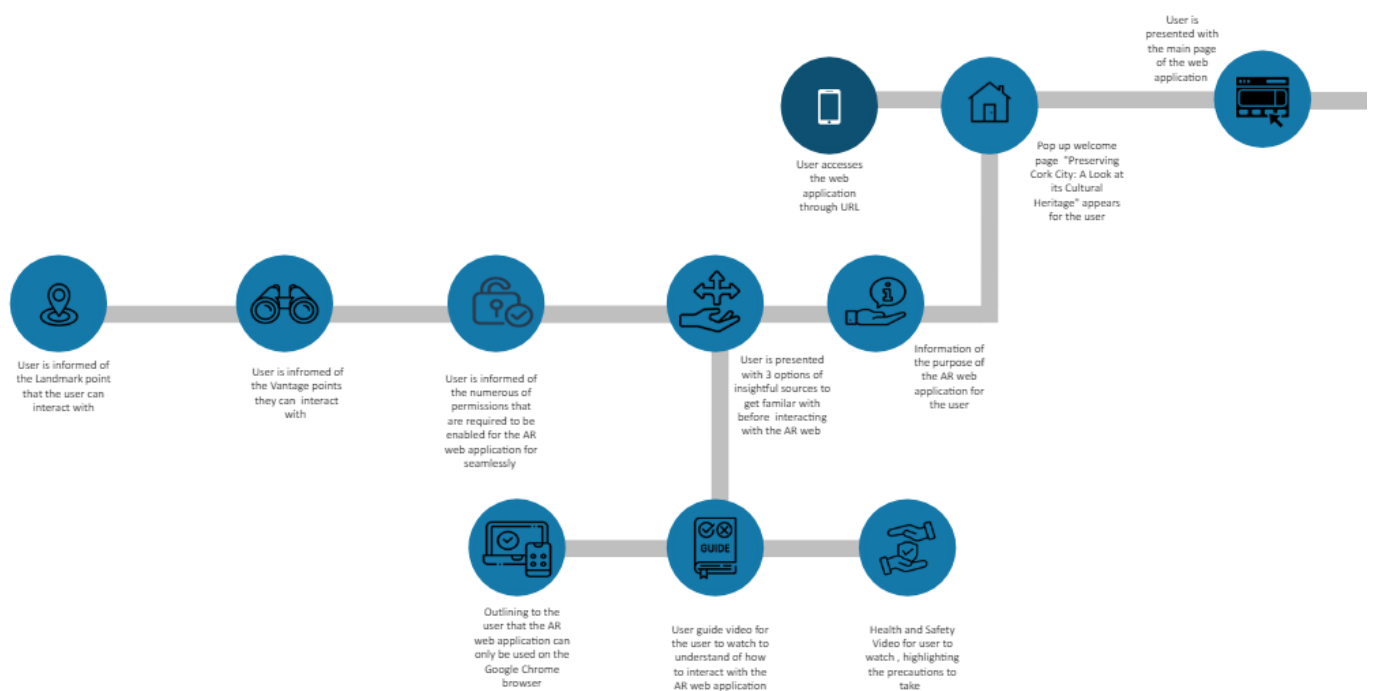 User is
presented with
the main page
of the web
application
User accesses
the web
application
through URL
Pop up welcome
page "Preserving
Cork City: A Look at
its Cultural
Heritage" appears
for the user
User is informed of
the Landmark point
that the user can
interact with
User is infromed of
the Vantage points
they can interact
with
User is informed of
the numerous of
permissions that
are required to be
enabled for the AR
web application for
seamlessly
User is presented
with 3 options of
insightful sources to
get familar with
before interacting
with the AR web
Information of
the purpose of
the AR web
application for
the user
GUIDE
Outlining to the
user that the AR
web application can
only be used on the
Google Chrome
browser
User guide video for
the user to watch to
understand of how
to interact with the
AR web application
Health and Safety
Video for user to
watch , highlighting
the precautions to
take